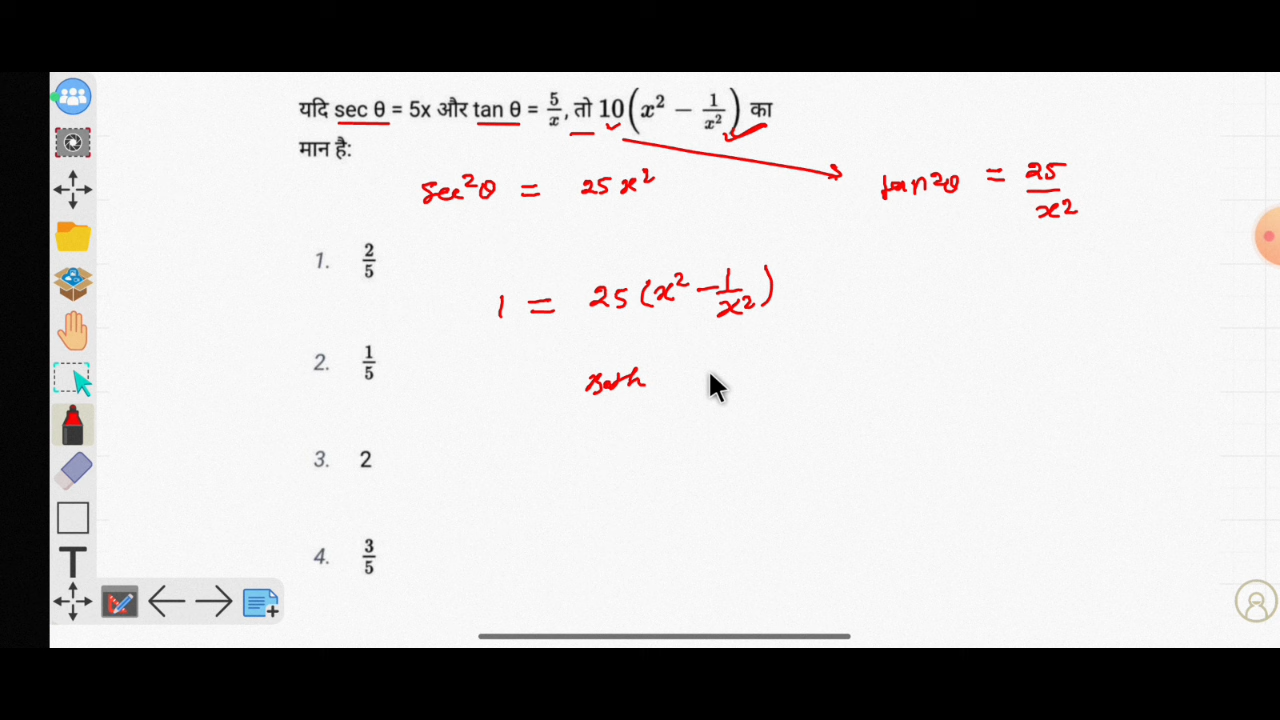 यदि sec θ = 5x और tan θ = 5/x, तो 10(x² − 1/x²) का
मान है:
sec²θ = 25x²
tan²θ = 25/x²
1. 2/5
1 = 25(x² − 1/x²)
2. 1/5
3. 2
4. 3/5
T